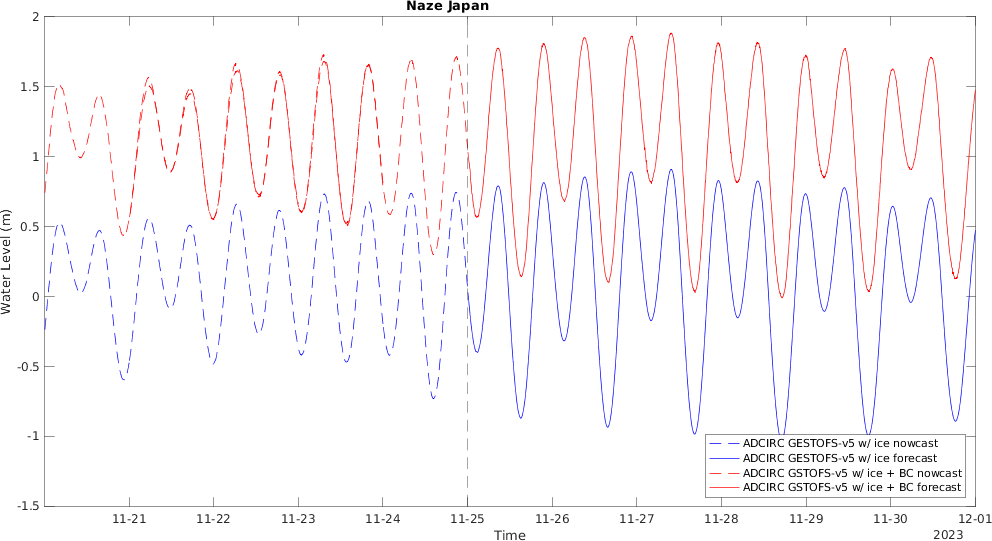 Naze Japan
2
1.5
1
0.5
0
-0.5
-1
-1.5
Water Level (m)
ADCIRC GESTOFS-v5 w/ ice nowcast
ADCIRC GESTOFS-v5 w/ ice forecast
ADCIRC GSTOFS-v5 w/ ice + BC nowcast
ADCIRC GSTOFS-v5 w/ ice + BC forecast
11-21 11-22 11-23 11-24 11-25 11-26 11-27 11-28 11-29 11-30 12-01
Time
2023